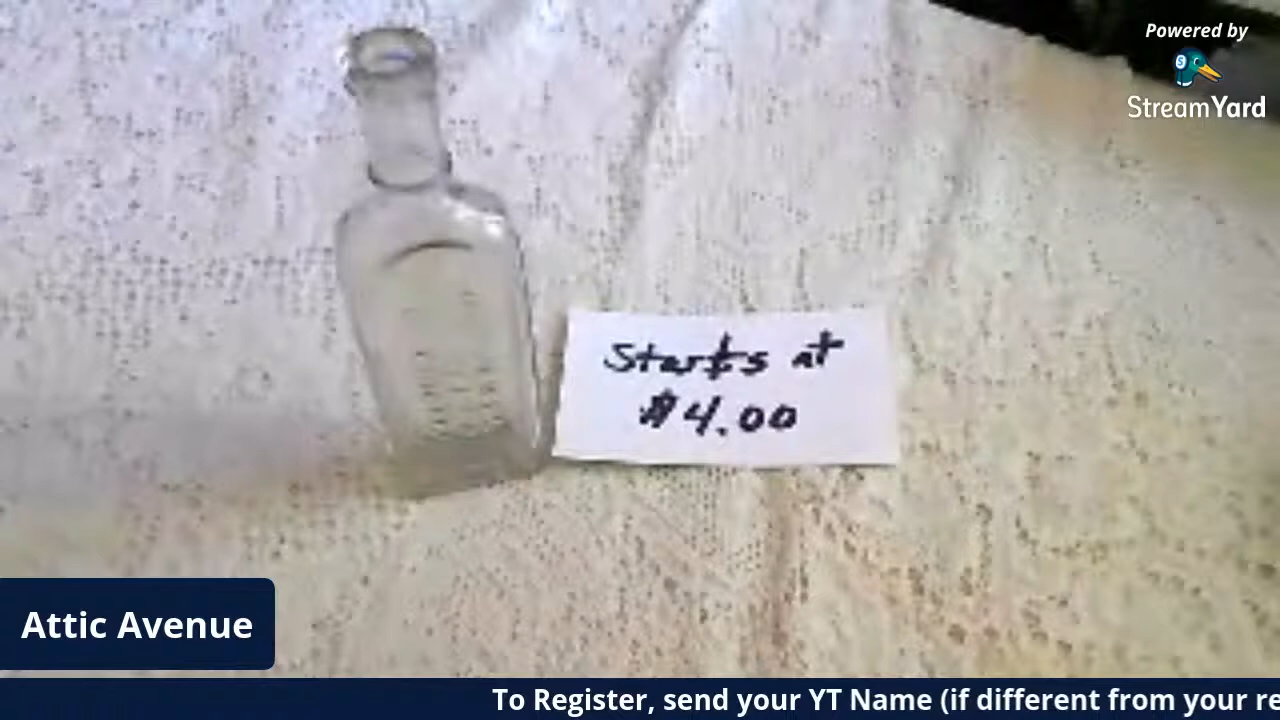 Powered by
StreamYard
Starts at
$4.00
Attic Avenue
To Register, send your YT Name (if different from your re